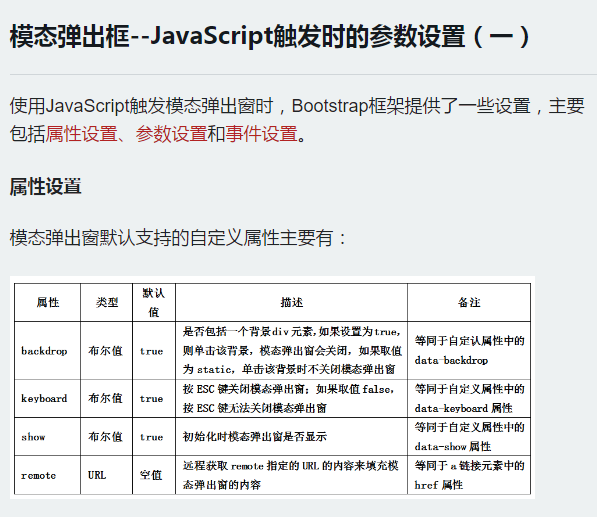 模态弹出框--JavaScript触发时的参数设置（一）
使用JavaScript触发模态弹出窗时，Bootstrap框架提供了一些设置，主要
包括属性设置、参数设置和事件设置。
属性设置
模态弹出窗默认支持的自定义属性主要有：
属性 类型 默认值 描述 备注
backdrop 布尔值 true 是否包括一个背景div元素，如果设置为true，则单击该背景，模态弹出窗会关闭，如果取值为static，单击该背景时不关闭模态弹出窗 等同于自定认属性中的data-backdrop
keyboard 布尔值 true 按ESC键关闭模态弹出窗；如果取值false，按ESC键无法关闭模态弹出窗 等同于自定义属性中的data-keyboard属性
show 布尔值 true 初始化时模态弹出窗是否显示 等同于自定义属性中的data-show属性
remote URL 空值 远程获取remote指定的URL的内容来填充模态弹出窗的内容 等同于a链接元素中的href属性